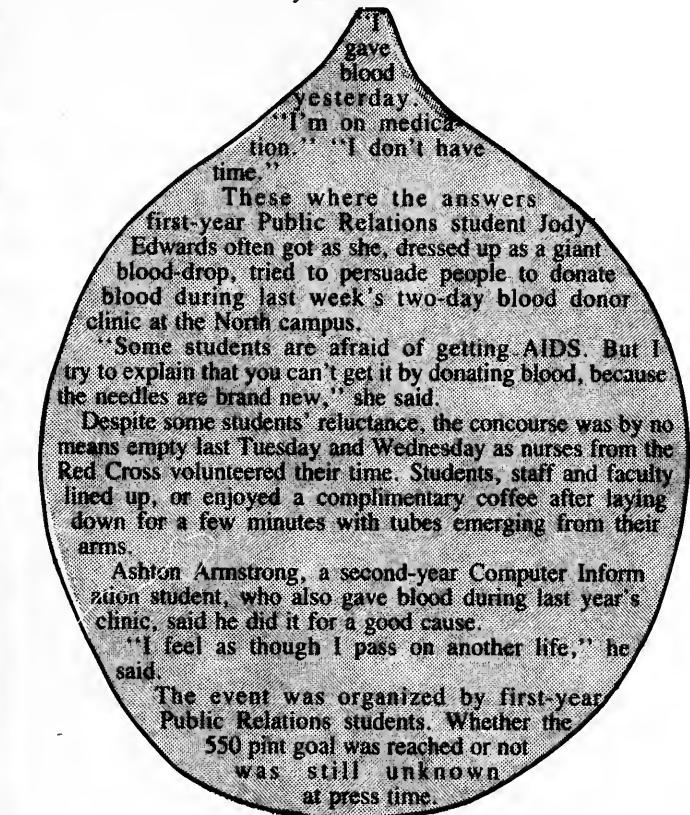 "I
gave
blood
yesterday.
"I'm on medica-
tion." "I don't have
time."
These where the answers
first-year Public Relations student Jody
Edwards often got as she, dressed up as a giant
blood-drop, tried to persuade people to donate
blood during last week's two-day blood donor
clinic at the North campus.
"Some students are afraid of getting AIDS. But I
try to explain that you can't get it by donating blood, because
the needles are brand new," she said.
Despite some students' reluctance, the concourse was by no
means empty last Tuesday and Wednesday as nurses from the
Red Cross volunteered their time. Students, staff and faculty
lined up, or enjoyed a complimentary coffee after laying
down for a few minutes with tubes emerging from their
arms.
Ashton Armstrong, a second-year Computer Inform
ation student, who also gave blood during last year's
clinic, said he did it for a good cause.
"I feel as though I pass on another life," he
said.
The event was organized by first-year
Public Relations students. Whether the
550 pint goal was reached or not
was still unknown
at press time.